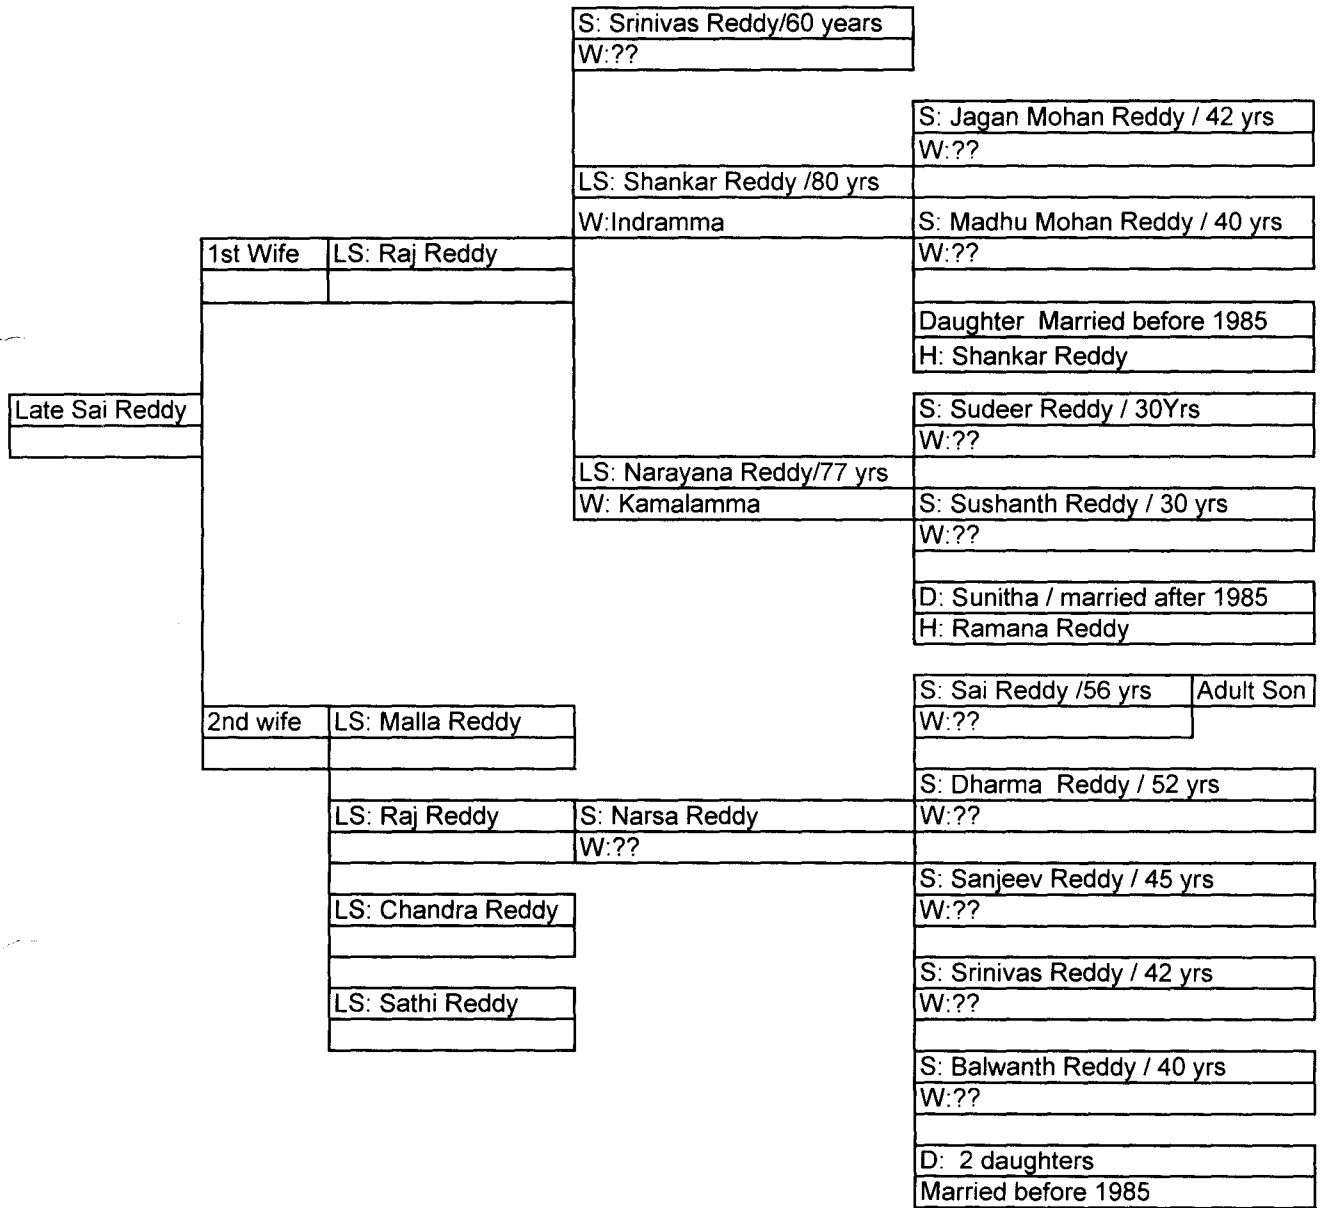 S: Srinivas Reddy/60 years
W:??
S: Jagan Mohan Reddy / 42 yrs
W:??
LS: Shankar Reddy /80 yrs
W:Indramma
S: Madhu Mohan Reddy / 40 yrs
W:??
1st Wife
LS: Raj Reddy
Daughter Married before 1985
H: Shankar Reddy
Late Sai Reddy
S: Sudeer Reddy / 30Yrs
W:??
LS: Narayana Reddy/77 yrs
W: Kamalamma
S: Sushanth Reddy / 30 yrs
W:??
D: Sunitha / married after 1985
H: Ramana Reddy
S: Sai Reddy /56 yrs
Adult Son
W:??
2nd wife
LS: Malla Reddy
S: Dharma Reddy / 52 yrs
W:??
LS: Raj Reddy
S: Narsa Reddy
W:??
S: Sanjeev Reddy / 45 yrs
W:??
LS: Chandra Reddy
S: Srinivas Reddy / 42 yrs
W:??
LS: Sathi Reddy
S: Balwanth Reddy / 40 yrs
W:??
D: 2 daughters
Married before 1985